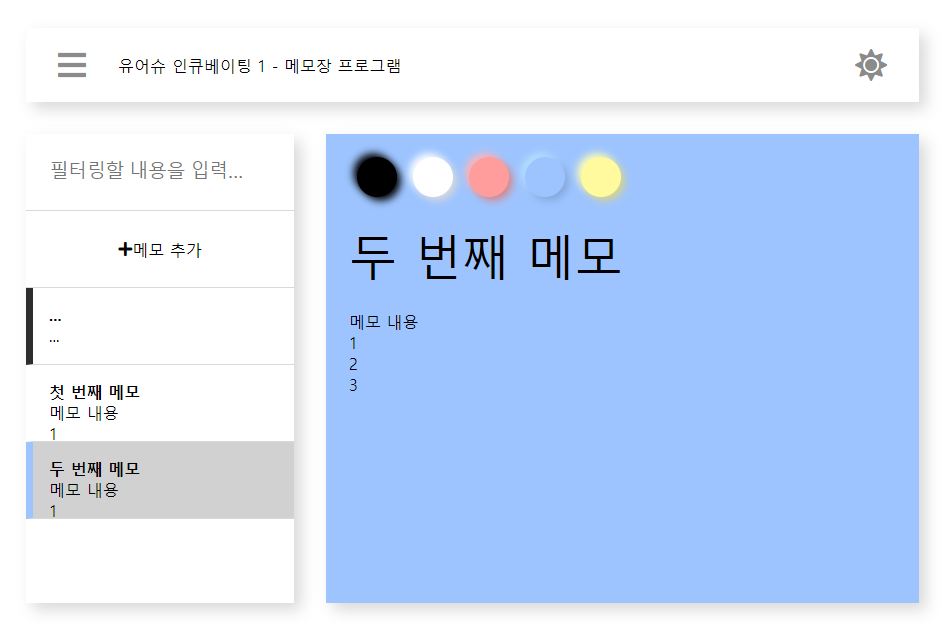 유어슈 인큐베이팅 1 - 메모장 프로그램
필터링할 내용을 입력...
+메모 추가
...
...
첫 번째 메모
메모 내용
1
두 번째 메모
메모 내용
1
두 번째 메모
메모 내용
1
2
3